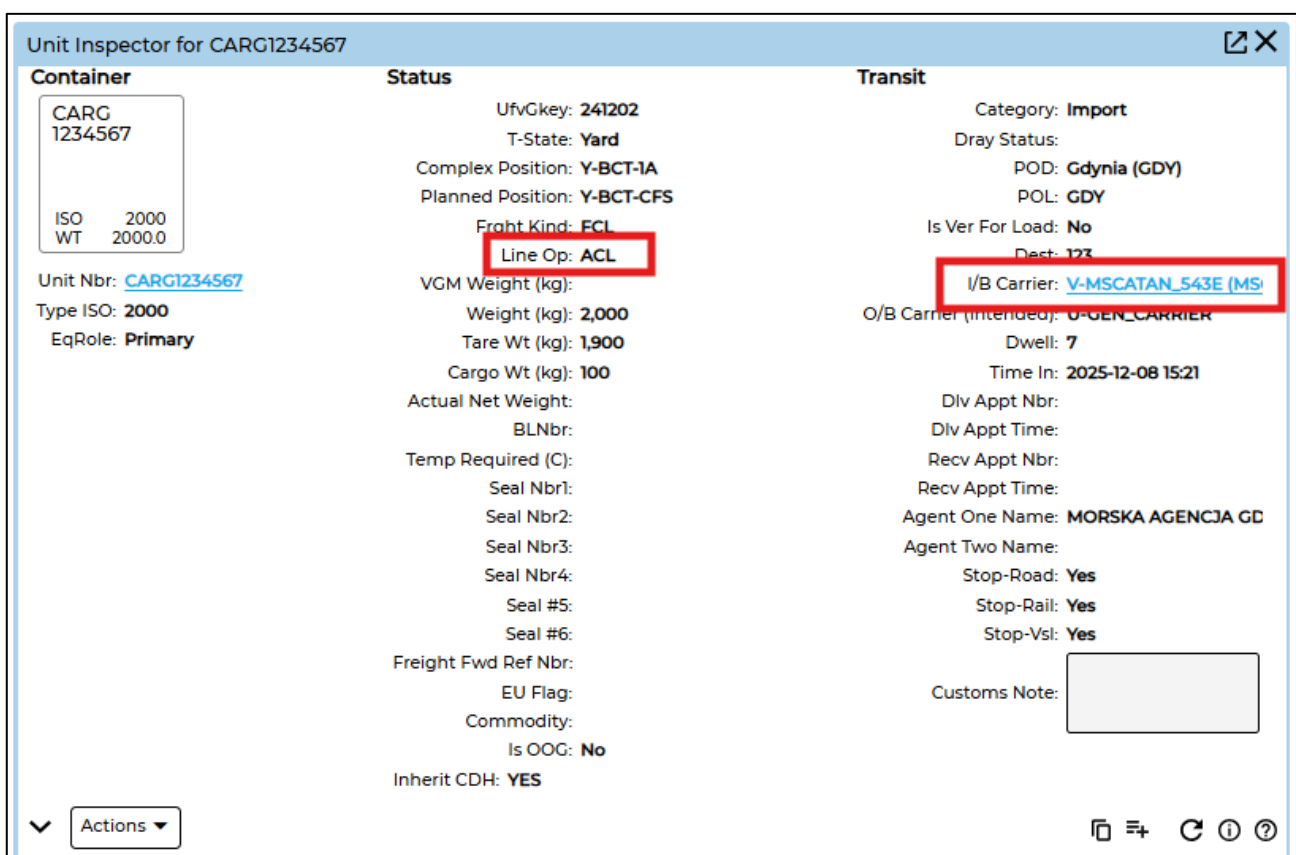 Unit Inspector for CARG1234567
Container
CARG
1234567
ISO 2000
WT 2000.0
Unit Nbr: CARG1234567
Type ISO: 2000
EqRole: Primary
Status
UfvGkey: 241202
T-State: Yard
Complex Position: Y-BCT-1A
Planned Position: Y-BCT-CFS
Frght Kind: FCL
Line Op: ACL
VGM Weight (kg):
Weight (kg): 2,000
Tare Wt (kg): 1,900
Cargo Wt (kg): 100
Actual Net Weight:
BLNbr:
Temp Required (C):
Seal Nbr1:
Seal Nbr2:
Seal Nbr3:
Seal Nbr4:
Seal #5:
Seal #6:
Freight Fwd Ref Nbr:
EU Flag:
Commodity:
Is OOG: No
Inherit CDH: YES
Transit
Category: Import
Dray Status:
POD: Gdynia (GDY)
POL: GDY
Is Ver For Load: No
Dest: 123
I/B Carrier: V-MSCATAN_543E (MS
O/B Carrier (Intended): U-GEN_CARRIER
Dwell: 7
Time In: 2025-12-08 15:21
Dlv Appt Nbr:
Dlv Appt Time:
Recv Appt Nbr:
Recv Appt Time:
Agent One Name: MORSKA AGENCJA GD
Agent Two Name:
Stop-Road: Yes
Stop-Rail: Yes
Stop-Vsl: Yes
Customs Note:
Actions